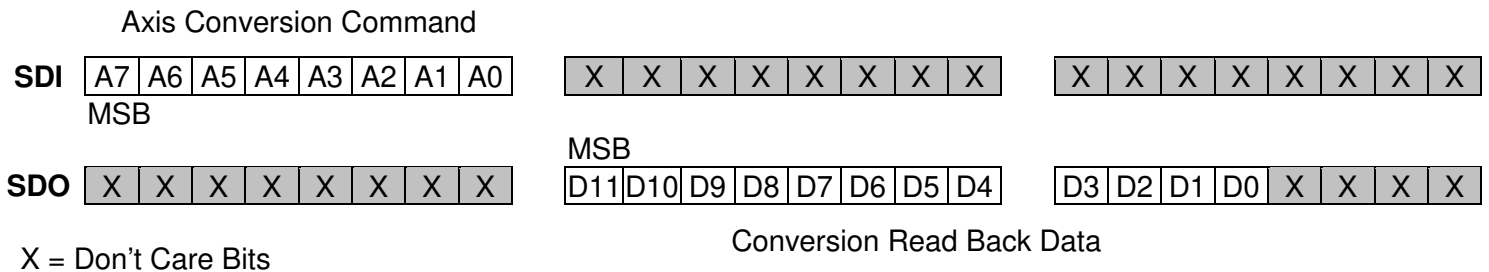 Axis Conversion Command
SDI A7 A6 A5 A4 A3 A2 A1 A0 X X X X X X X X X X X X X X X X
MSB
MSB
SDO X X X X X X X X D11 D10 D9 D8 D7 D6 D5 D4 D3 D2 D1 D0 X X X X
Conversion Read Back Data
X = Don't Care Bits